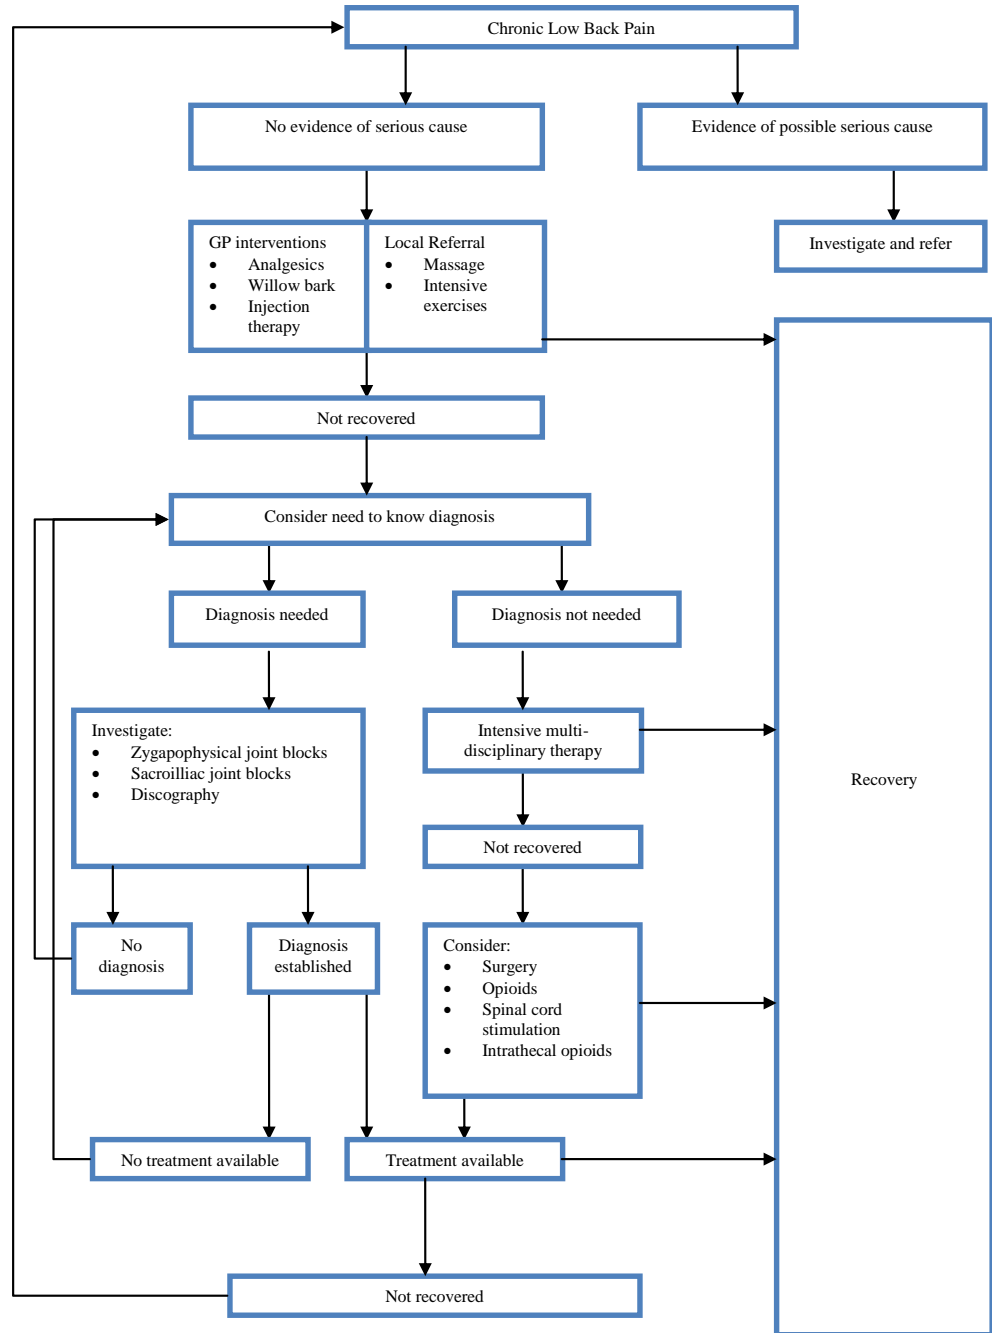 Chronic Low Back Pain
No evidence of serious cause
Evidence of possible serious cause
GP interventions
• Analgesics
• Willow bark
• Injection
therapy
Local Referral
• Massage
• Intensive
exercises
Investigate and refer
Not recovered
Consider need to know diagnosis
Diagnosis needed
Diagnosis not needed
Investigate:
• Zygapophysical joint blocks
• Sacroilliac joint blocks
• Discography
Intensive multi-
disciplinary therapy
Recovery
Not recovered
No
diagnosis
Diagnosis
established
Consider:
• Surgery
• Opioids
• Spinal cord
stimulation
• Intrathecal opioids
No treatment available
Treatment available
Not recovered